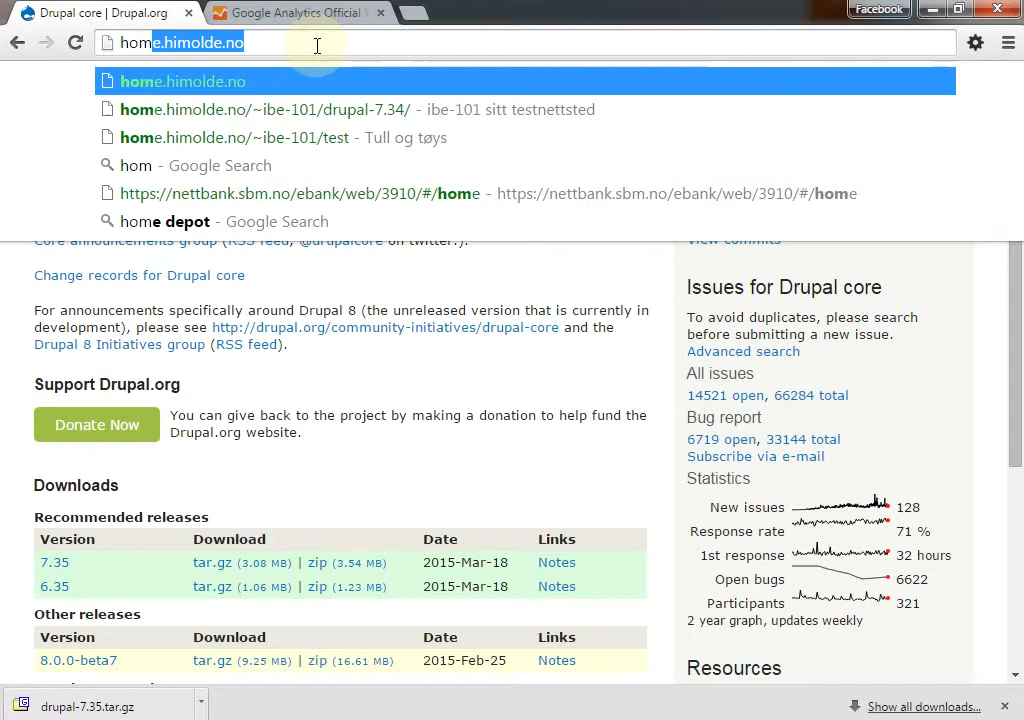 Drupal core | Drupal.org
Google Analytics Official
Facebook
home.himolde.no
home.himolde.no
home.himolde.no/~ibe-101/drupal-7.34/ - ibe-101 sitt testnettsted
home.himolde.no/~ibe-101/test - Tull og tøys
hom - Google Search
https://nettbank.sbm.no/ebank/web/3910/#/home - https://nettbank.sbm.no/ebank/web/3910/#/home
home depot - Google Search
Core announcements group (RSS feed, @drupalcore on twitter!).
Change records for Drupal core
For announcements specifically around Drupal 8 (the unreleased version that is currently in
development), please see http://drupal.org/community-initiatives/drupal-core and the
Drupal 8 Initiatives group (RSS feed).
Support Drupal.org
Donate Now
You can give back to the project by making a donation to help fund the
Drupal.org website.
Downloads
Recommended releases
Version Download Date Links
7.35 tar.gz (3.08 MB) | zip (3.54 MB) 2015-Mar-18 Notes
6.35 tar.gz (1.06 MB) | zip (1.23 MB) 2015-Mar-18 Notes
Other releases
Version Download Date Links
8.0.0-beta7 tar.gz (9.25 MB) | zip (16.61 MB) 2015-Feb-25 Notes
View commits
Issues for Drupal core
To avoid duplicates, please search
before submitting a new issue.
Advanced search
All issues
14521 open, 66284 total
Bug report
6719 open, 33144 total
Subscribe via e-mail
Statistics
New issues 128
Response rate 71 %
1st response 32 hours
Open bugs 6622
Participants 321
2 year graph, updates weekly
Resources
drupal-7.35.tar.gz
Show all downloads...